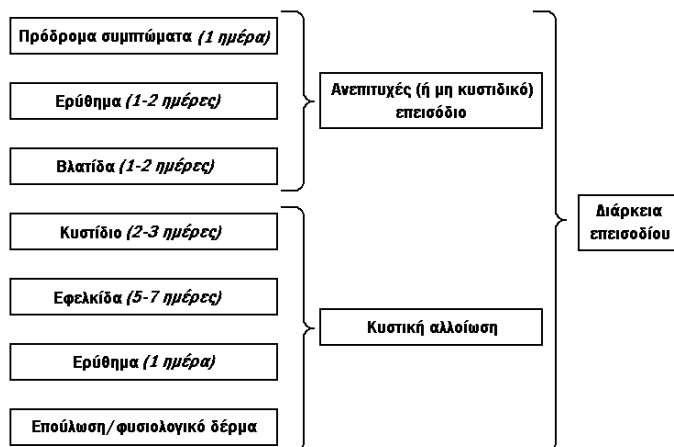 Πρόδρομα συμπτώματα (1 ημέρα)
Ερύθημα (1-2 ημέρες)
Βλατίδα (1-2 ημέρες)
Κυστίδιο (2-3 ημέρες)
Εφελκίδα (5-7 ημέρες)
Ερύθημα (1 ημέρα)
Επούλωση/φυσιολογικό δέρμα
Ανεπιτυχές (ή μη κυστιδικό)
επεισόδιο
Κυστική αλλοίωση
Διάρκεια
επεισοδίου